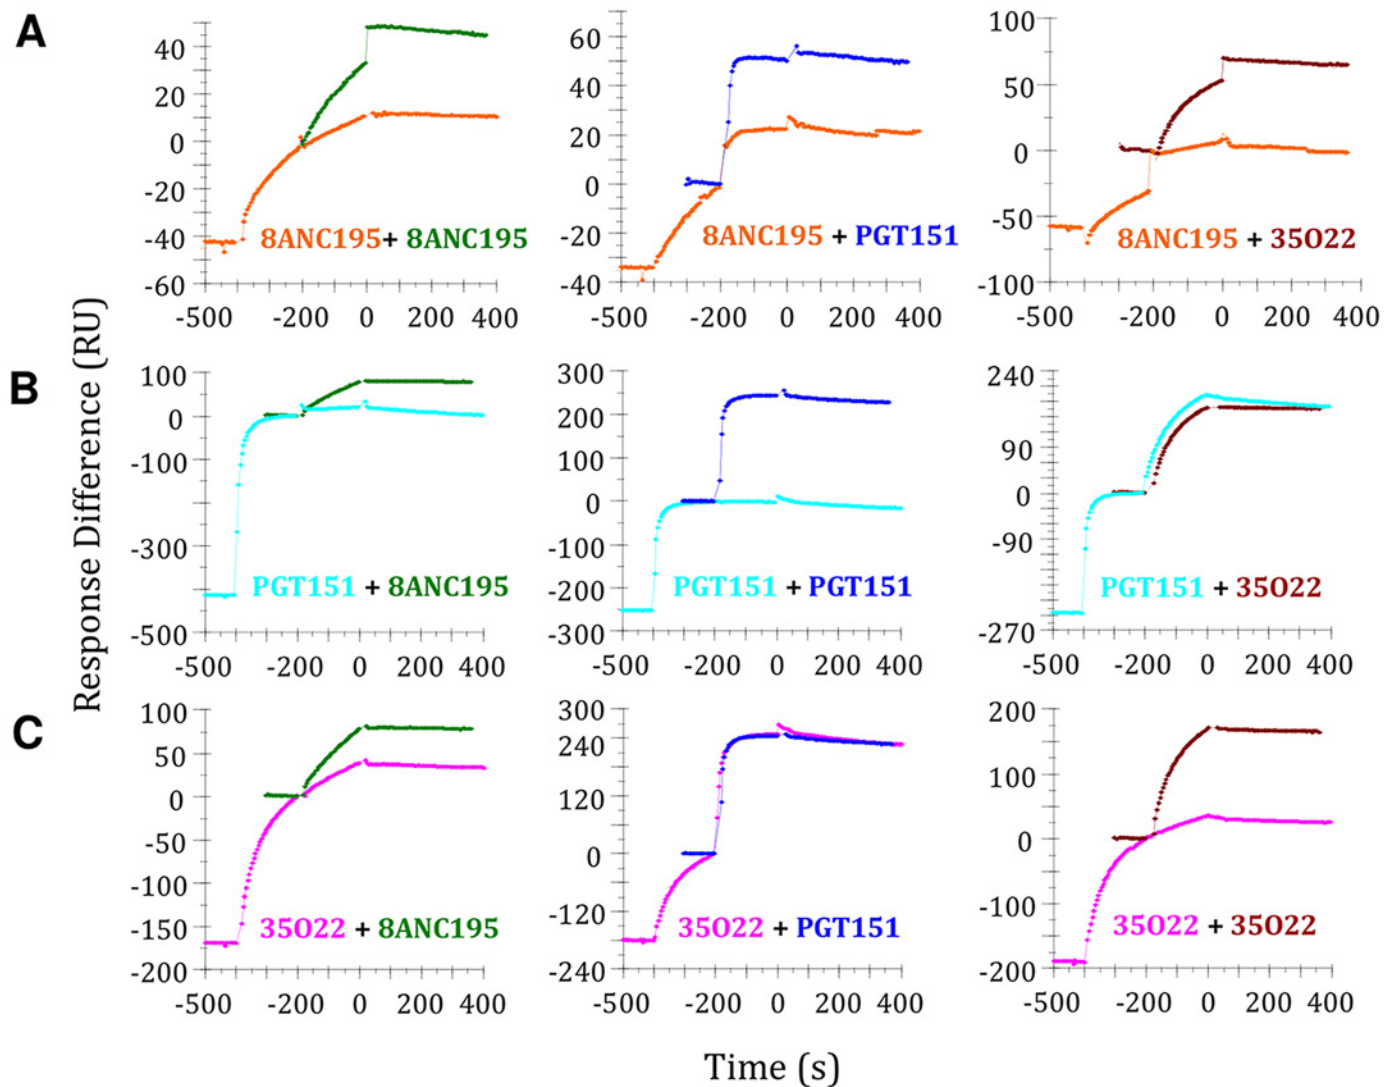 A
40
20
0
-20
-40
-60
8ANC195+ 8ANC195
-500 -200 0 200 400
60
40
20
0
-20
-40
8ANC195 + PGT151
-500 -200 0 200 400
100
50
0
-50
-100
8ANC195 + 35O22
-500 -200 0 200 400
Response Difference (RU)
B
100
0
-100
-300
-500
PGT151 + 8ANC195
-500 -200 0 200 400
300
200
100
0
-100
-200
-300
PGT151 + PGT151
-500 -200 0 200 400
240
90
0
-90
-270
PGT151 + 35O22
-500 -200 0 200 400
C
100
50
0
-50
-100
-150
-200
35O22 + 8ANC195
-500 -200 0 200 400
300
240
120
0
-120
-240
35O22 + PGT151
-500 -200 0 200 400
200
100
0
-100
-200
35O22 + 35O22
-500 -200 0 200 400
Time (s)